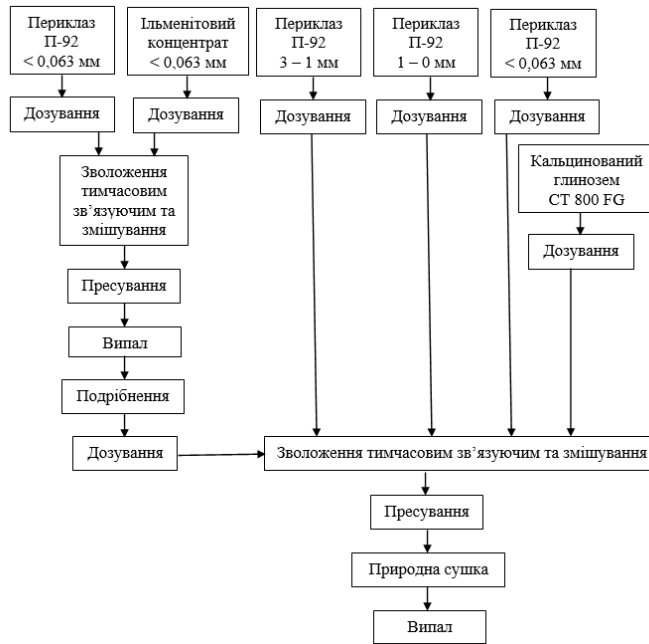 Периклаз
П-92
< 0,063 мм
Ільменітовий
концентрат
< 0,063 мм
Периклаз
П-92
3 – 1 мм
Периклаз
П-92
1 – 0 мм
Периклаз
П-92
< 0,063 мм
Дозування
Дозування
Дозування
Дозування
Дозування
Зволоження
тимчасовим
зв’язуючим та
змішування
Кальцинований
глинозем
CT 800 FG
Дозування
Пресування
Випал
Подрібнення
Дозування
Зволоження тимчасовим зв’язуючим та змішування
Пресування
Природна сушка
Випал